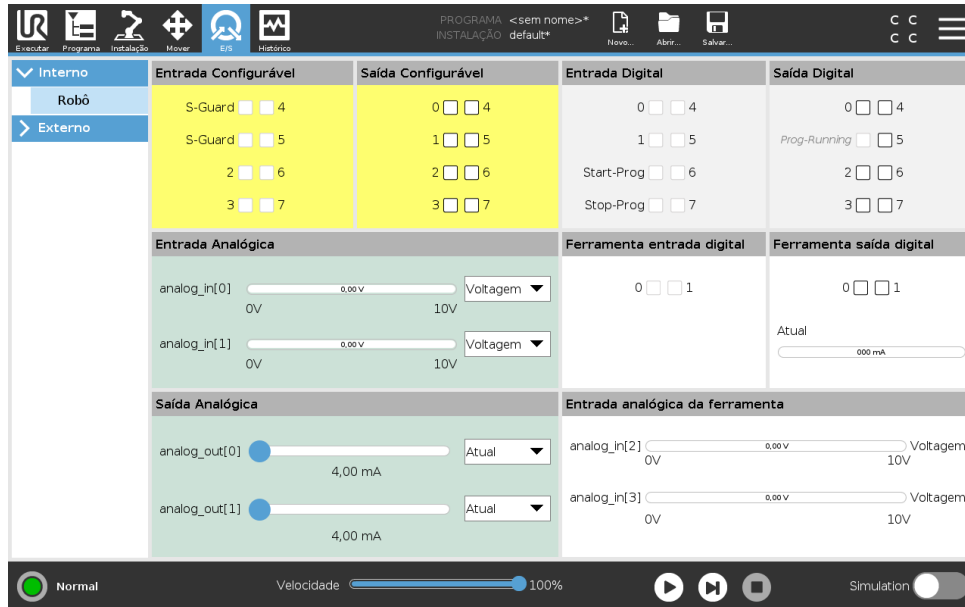 UR
PROGRAMA <sem nome>*
INSTALAÇÃO default*
Executar Programa Instalação Mover E/S Histórico
Novo... Abrir... Salvar...
C C
C C
Interno
Robô
Externo
Entrada Configurável
S-Guard 4
S-Guard 5
2 6
3 7
Saída Configurável
0 4
1 5
2 6
3 7
Entrada Digital
0 4
1 5
Start-Prog 6
Stop-Prog 7
Saída Digital
0 4
Prog-Running 5
2 6
3 7
Entrada Analógica
analog_in[0] 0,00 V Voltagem
0V 10V
analog_in[1] 0,00 V Voltagem
0V 10V
Ferramenta entrada digital
0 1
Ferramenta saída digital
0 1
Atual
000 mA
Saída Analógica
analog_out[0] Atual
4,00 mA
analog_out[1] Atual
4,00 mA
Entrada analógica da ferramenta
analog_in[2] 0,00 V Voltagem
0V 10V
analog_in[3] 0,00 V Voltagem
0V 10V
Normal
Velocidade 100%
Simulation